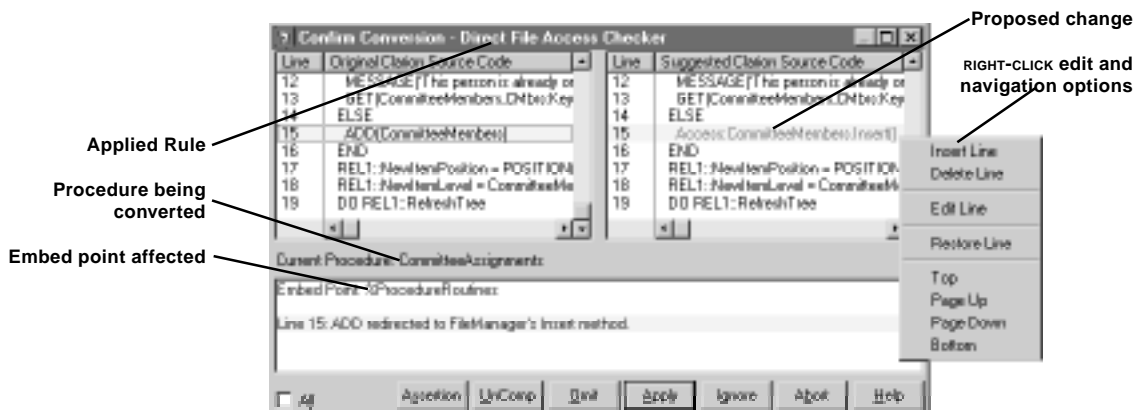 Proposed change
RIGHT-CLICK edit and
navigation options
Applied Rule
Procedure being
converted
Embed point affected
? Confirm Conversion - Direct File Access Checker
Line Original Clarion Source Code
12 MESSAGE('This person is already or
13 GET(CommitteeMembers,CMbrs:Key
14 ELSE
15 ADD(CommitteeMembers)
16 END
17 REL1::NewItemPosition = POSITION(
18 REL1::NewItemLevel = CommitteeMe
19 DO REL1::RefreshTree
Line Suggested Clarion Source Code
12 MESSAGE('This person is already or
13 GET(CommitteeMembers,CMbrs:Key
14 ELSE
15 Access:CommitteeMembers.Insert()
16 END
17 REL1::NewItemPosition = POSITION(
18 REL1::NewItemLevel = CommitteeMe
19 DO REL1::RefreshTree
Insert Line
Delete Line
Edit Line
Restore Line
Top
Page Up
Page Down
Bottom
Current Procedure: CommitteeAssignments
Embed Point: %ProcedureRoutines
Line 15: ADD redirected to FileManager's Insert method.
All
Assertion
UnComp
Omit
Apply
Ignore
Abort
Help